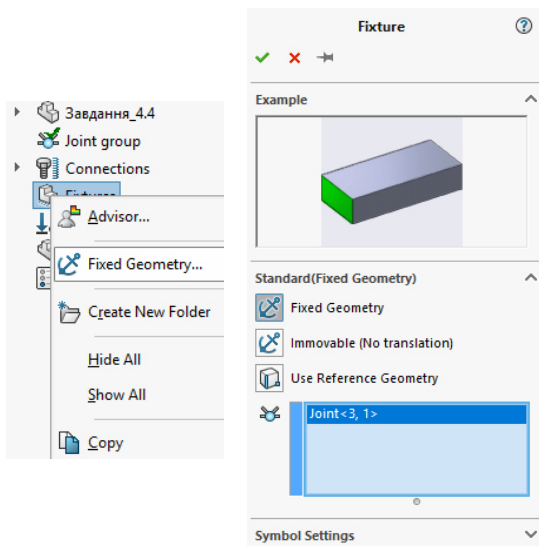 Завдання_4.4
Joint group
Connections
Fixtures
Advisor...
Fixed Geometry...
Create New Folder
Hide All
Show All
Copy
Fixture
Example
Standard(Fixed Geometry)
Fixed Geometry
Immovable (No translation)
Use Reference Geometry
Joint<3, 1>
Symbol Settings